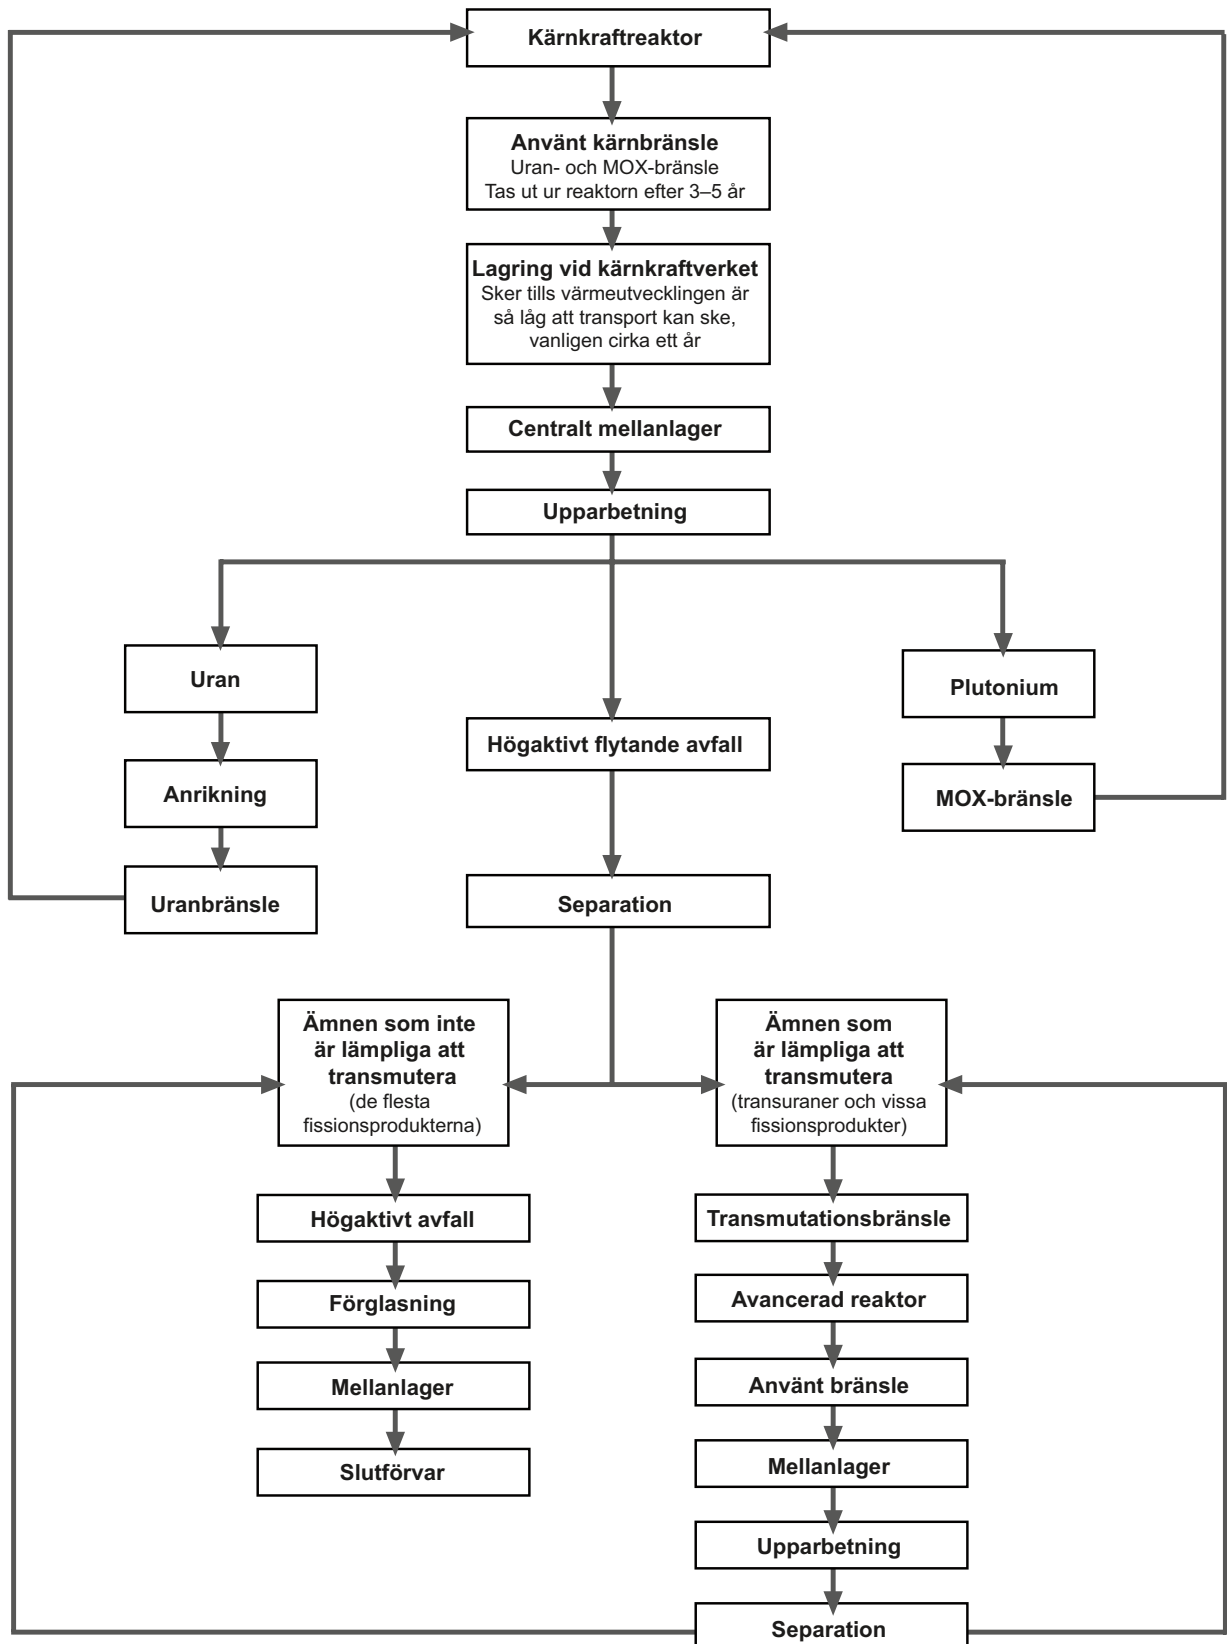 Kärnkraftreaktor
Använt kärnbränsle
Uran- och MOX-bränsle
Tas ut ur reaktorn efter 3–5 år
Lagring vid kärnkraftverket
Sker tills värmeutvecklingen är
så låg att transport kan ske,
vanligen cirka ett år
Centralt mellanlager
Upparbetning
Uran
Anrikning
Uranbränsle
Högaktivt flytande avfall
Separation
Plutonium
MOX-bränsle
Ämnen som inte
är lämpliga att
transmutera
(de flesta
fissionsprodukterna)
Högaktivt avfall
Förglasning
Mellanlager
Slutförvar
Ämnen som
är lämpliga att
transmutera
(transuraner och vissa
fissionsprodukter)
Transmutationsbränsle
Avancerad reaktor
Använt bränsle
Mellanlager
Upparbetning
Separation